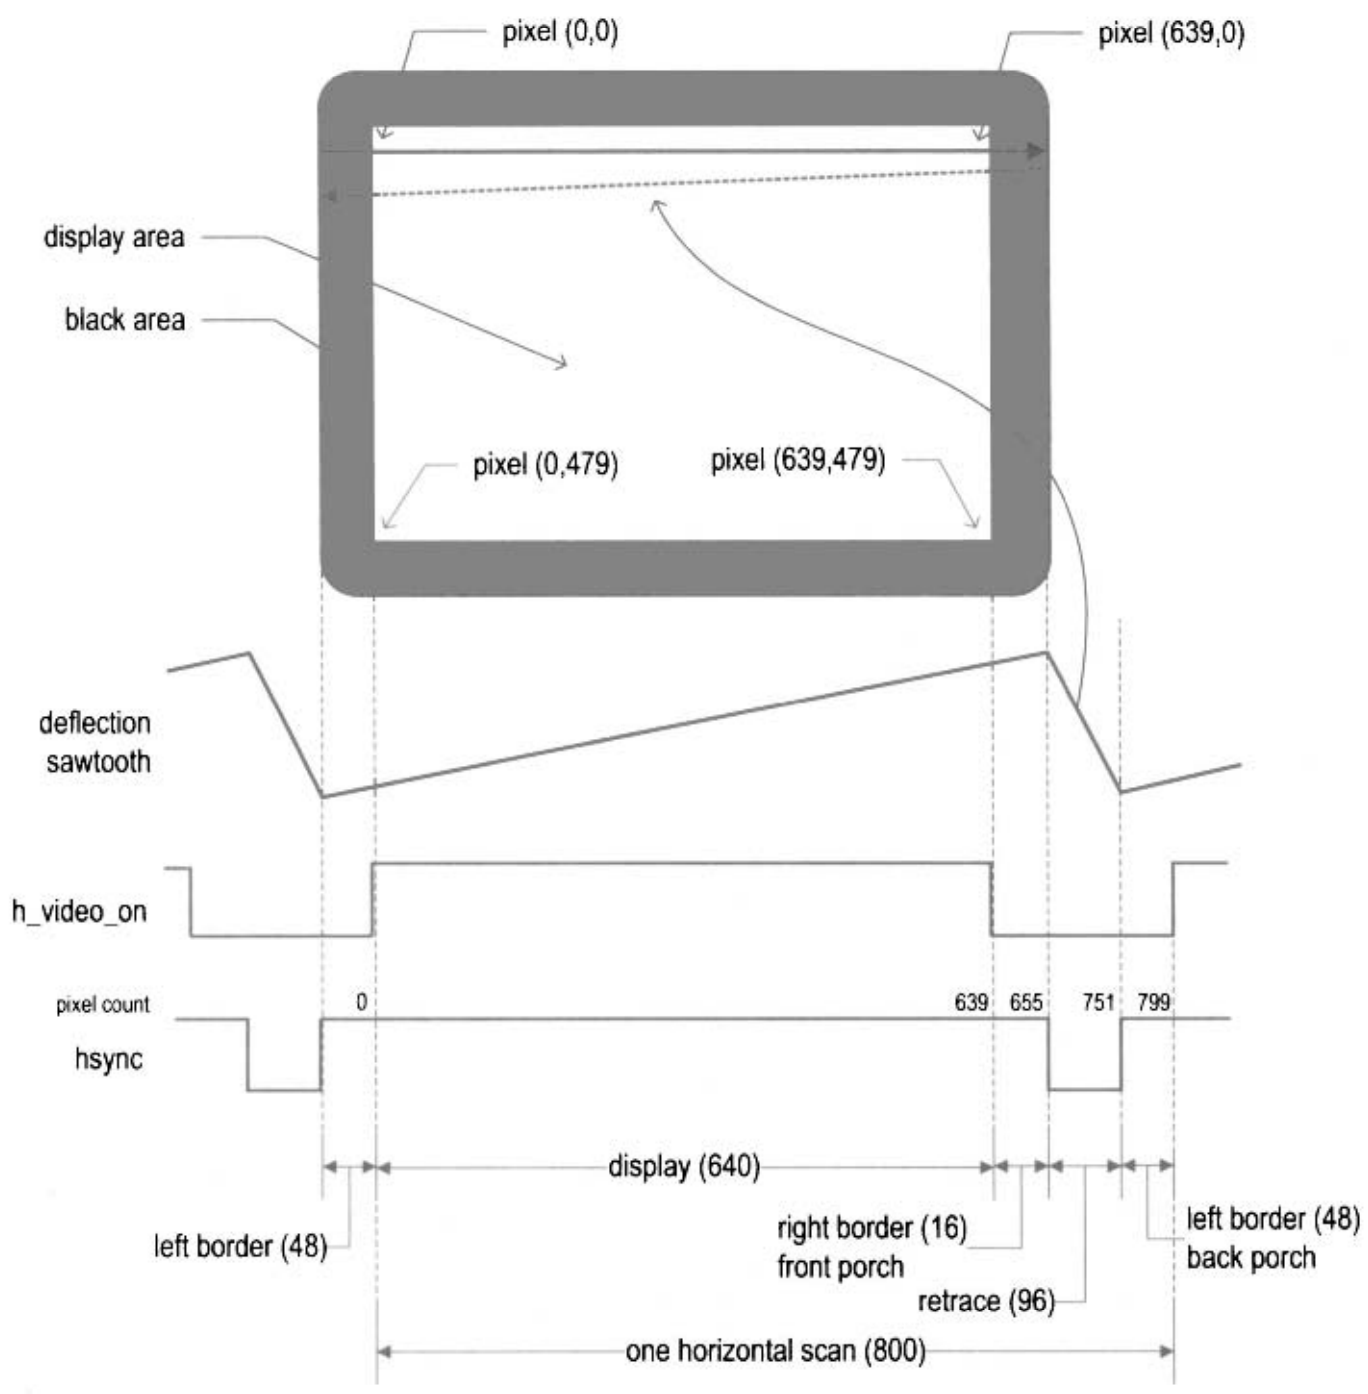 pixel (0,0)
pixel (639,0)
display area
black area
pixel (0,479)
pixel (639,479)
deflection
sawtooth
h_video_on
pixel count
0
639
655
751
799
hsync
display (640)
left border (48)
right border (16)
front porch
left border (48)
back porch
retrace (96)
one horizontal scan (800)